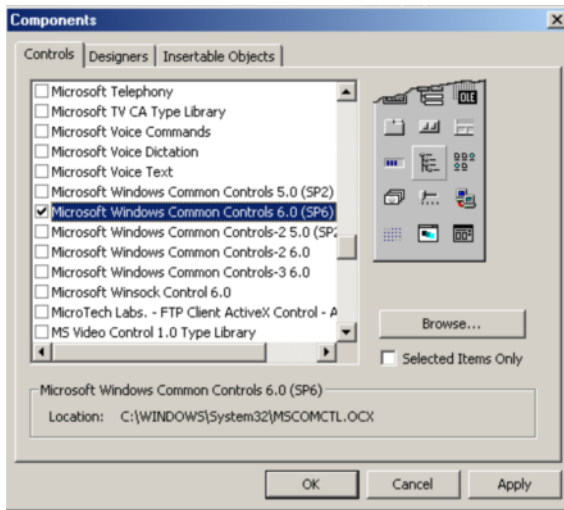 Components
Controls Designers Insertable Objects
Microsoft Telephony
Microsoft TV CA Type Library
Microsoft Voice Commands
Microsoft Voice Dictation
Microsoft Voice Text
Microsoft Windows Common Controls 5.0 (SP2)
Microsoft Windows Common Controls 6.0 (SP6)
Microsoft Windows Common Controls-2 5.0 (SP2
Microsoft Windows Common Controls-2 6.0
Microsoft Windows Common Controls-3 6.0
Microsoft Winsock Control 6.0
MicroTech Labs. - FTP Client ActiveX Control - A
MS Video Control 1.0 Type Library
OLE
Browse...
Selected Items Only
Microsoft Windows Common Controls 6.0 (SP6)
Location: C:\WINDOWS\System32\MSCOMCTL.OCX
OK Cancel Apply